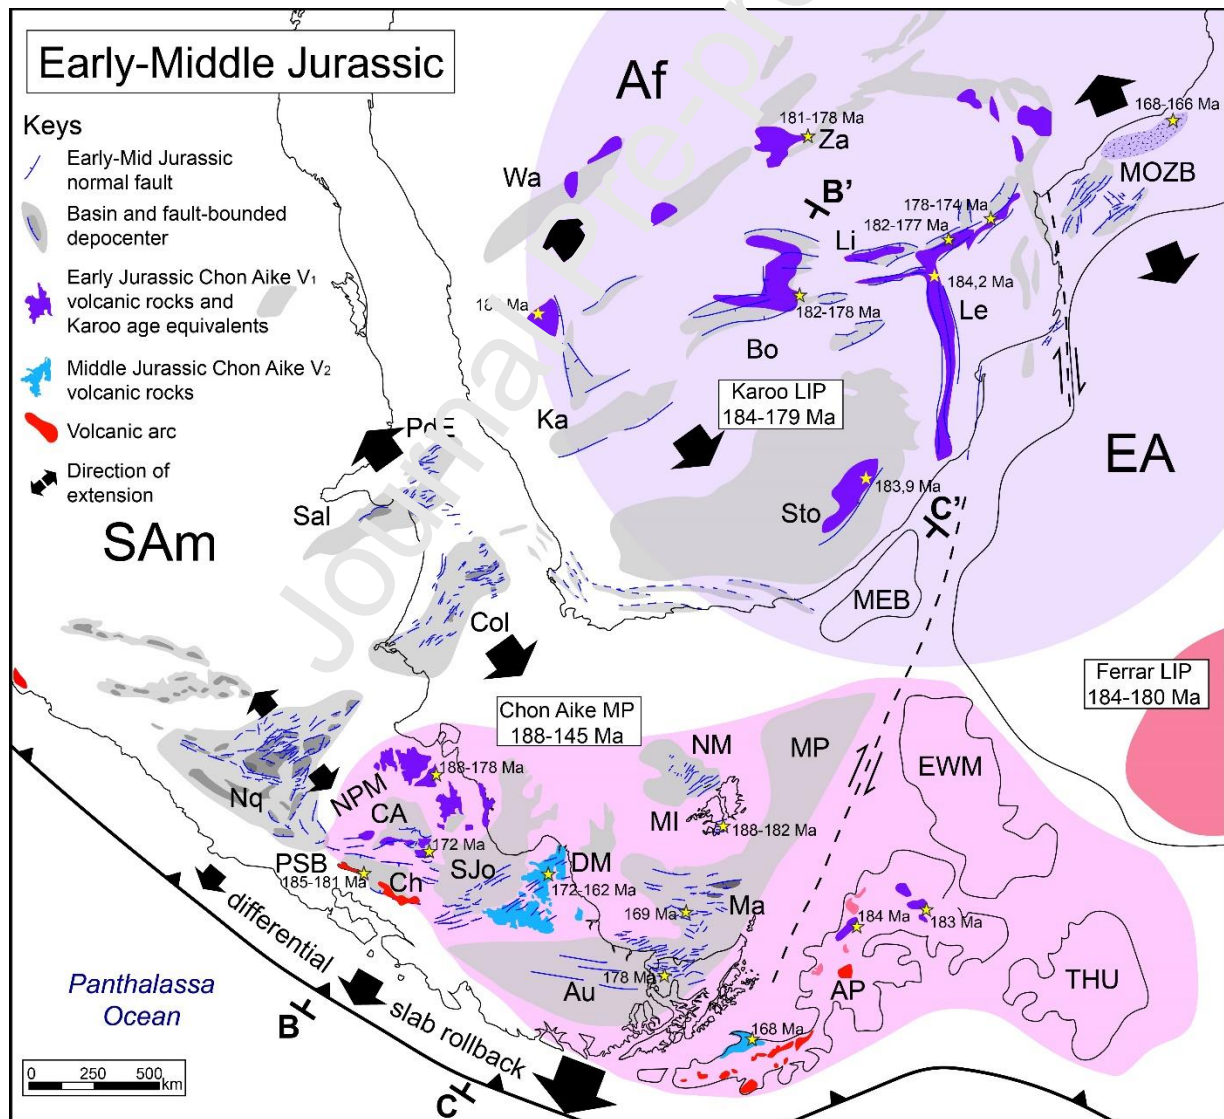 Early-Middle Jurassic
Keys
Early-Mid Jurassic
normal fault
Basin and fault-bounded
depocenter
Early Jurassic Chon Aike V1
volcanic rocks and
Karoo age equivalents
Middle Jurassic Chon Aike V2
volcanic rocks
Volcanic arc
Direction of
extension
Journal Pre-pr
Af
181-178 Ma
Za
168-166 Ma
MOZB
Wa
B'
178-174 Ma
182-177 Ma
Li
184,2 Ma
Le
Ma
182-178 Ma
Bo
Karoo LIP
184-179 Ma
Ka
EA
PdE
Sal
SAm
183,9 Ma
Sto
C'
MEB
Col
Ferrar LIP
184-180 Ma
Chon Aike MP
188-145 Ma
NM
MP
EWM
Nq
NPM
188-178 Ma
CA
MI
188-182 Ma
172 Ma
PSB
185-181 Ma
Ch
SJo
DM
172-162 Ma
Ma
169 Ma
184 Ma
183 Ma
178 Ma
Au
AP
THU
168 Ma
differential
slab rollback
Panthalassa
Ocean
B
C
0 250 500
km